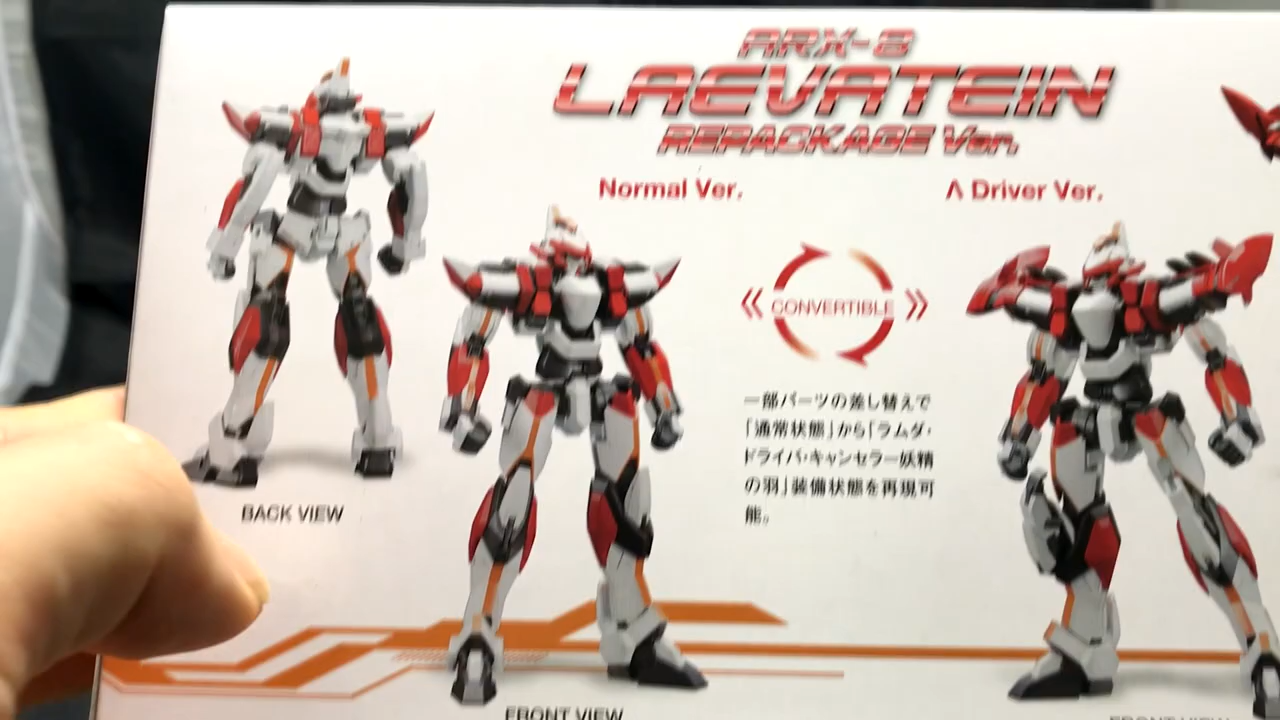 ARX-8
LAEVATEIN
REPACKAGE Ver.
Normal Ver.
Λ Driver Ver.
CONVERTIBLE
一部パーツの差し替えで
「通常状態」から「ラムダ・
ドライバ・キャンセラー妖精
の羽」装備状態を再現可
能。
BACK VIEW
FRONT VIEW
FRONT VIEW